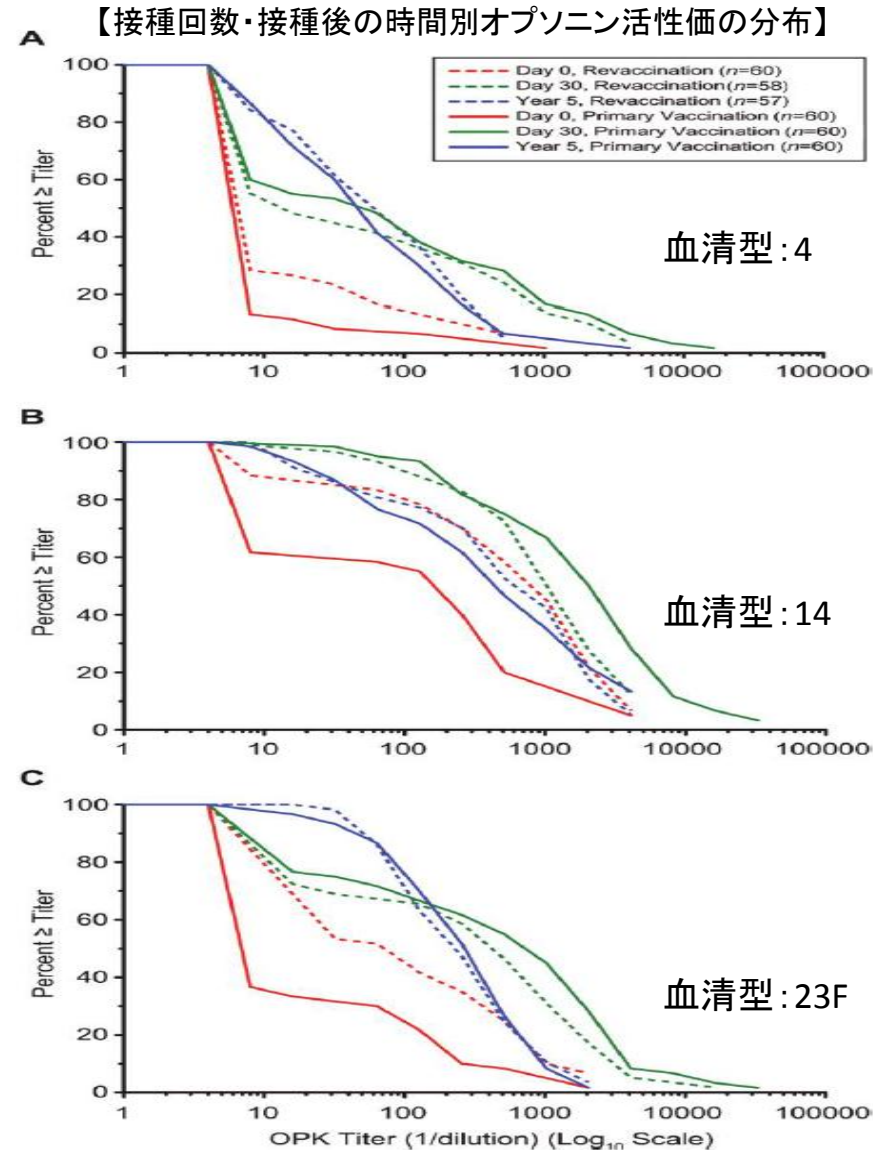 【接種回数・接種後の時間別オプソニン活性価の分布】
A
Day 0, Revaccination (n=60)
Day 30, Revaccination (n=58)
Year 5, Revaccination (n=57)
Day 0, Primary Vaccination (n=60)
Day 30, Primary Vaccination (n=60)
Year 5, Primary Vaccination (n=60)
100
80
60
40
20
0
Percent ≥ Titer
血清型:4
1 10 100 1000 10000 100000
B
100
80
60
40
20
0
Percent ≥ Titer
血清型:14
1 10 100 1000 10000 100000
C
100
80
60
40
20
0
Percent ≥ Titer
血清型:23F
1 10 100 1000 10000 100000
OPK Titer (1/dilution) (Log₁₀ Scale)